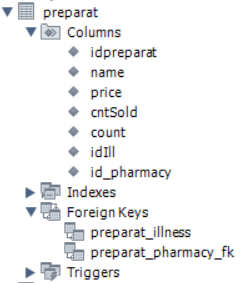 preparat
Columns
idpreparat
name
price
cntSold
count
idIll
id_pharmacy
Indexes
Foreign Keys
preparat_illness
preparat_pharmacy_fk
Triggers